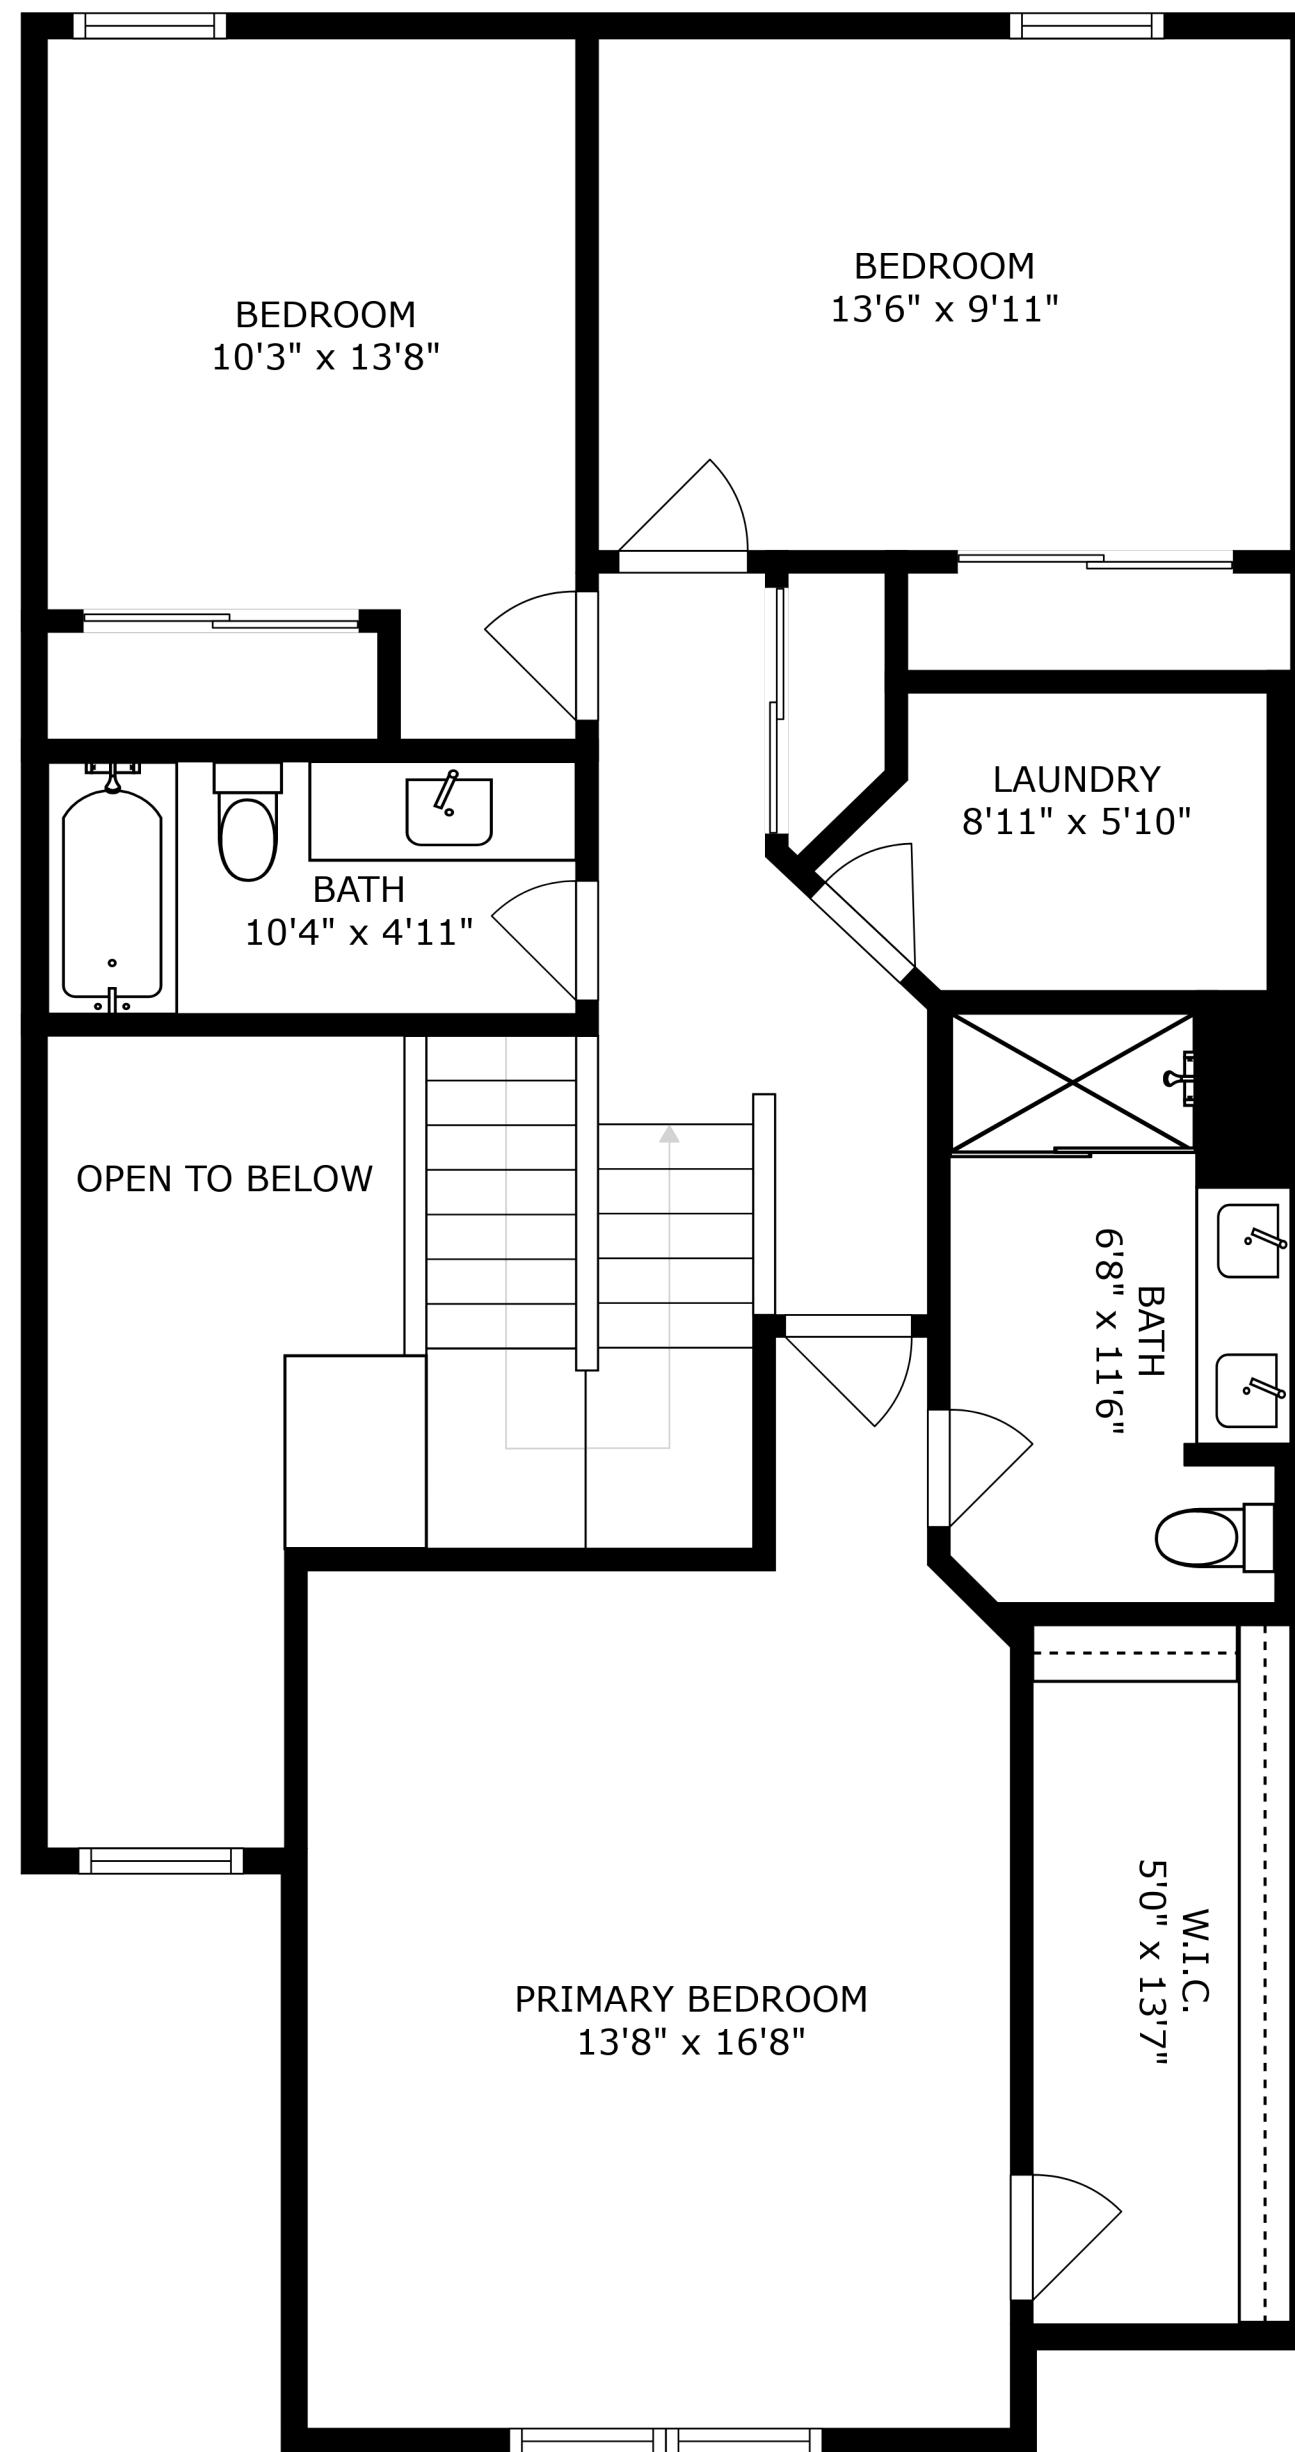 BEDROOM
10'3" x 13'8"
BEDROOM
13'6" x 9'11"
LAUNDRY
8'11" x 5'10"
BATH
10'4" x 4'11"
OPEN TO BELOW
BATH
6'8" x 11'6"
W.I.C.
5'0" x 13'7"
PRIMARY BEDROOM
13'8" x 16'8"